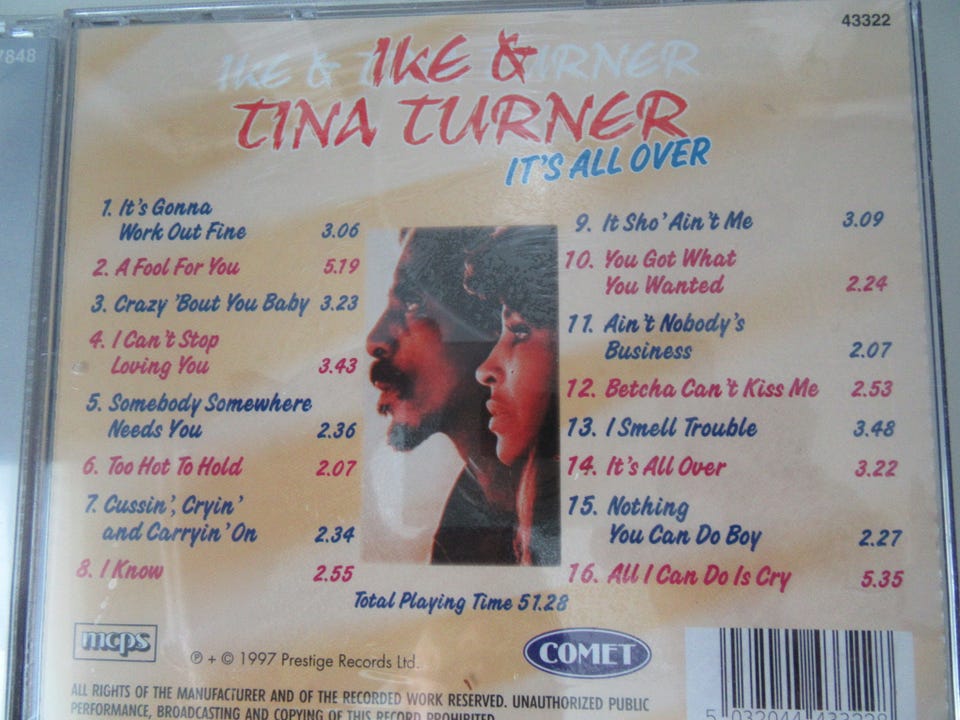 7848
43322
IKE & TINA TURNER
IKE &
TINA TURNER
IT'S ALL OVER
1. It's Gonna
Work Out Fine 3.06
2. A Fool For You 5.19
3. Crazy 'Bout You Baby 3.23
4. I Can't Stop
Loving You 3.43
5. Somebody Somewhere
Needs You 2.36
6. Too Hot To Hold 2.07
7. Cussin', Cryin'
and Carryin' On 2.34
8. I Know 2.55
9. It Sho' Ain't Me 3.09
10. You Got What
You Wanted 2.24
11. Ain't Nobody's
Business 2.07
12. Betcha Can't Kiss Me 2.53
13. I Smell Trouble 3.48
14. It's All Over 3.22
15. Nothing
You Can Do Boy 2.27
16. All I Can Do Is Cry 5.35
Total Playing Time 51.28
mcps
℗ + © 1997 Prestige Records Ltd.
COMET
ALL RIGHTS OF THE MANUFACTURER AND OF THE RECORDED WORK RESERVED. UNAUTHORIZED PUBLIC
PERFORMANCE, BROADCASTING AND COPYING OF THIS RECORD PROHIBITED
5 032044 433222